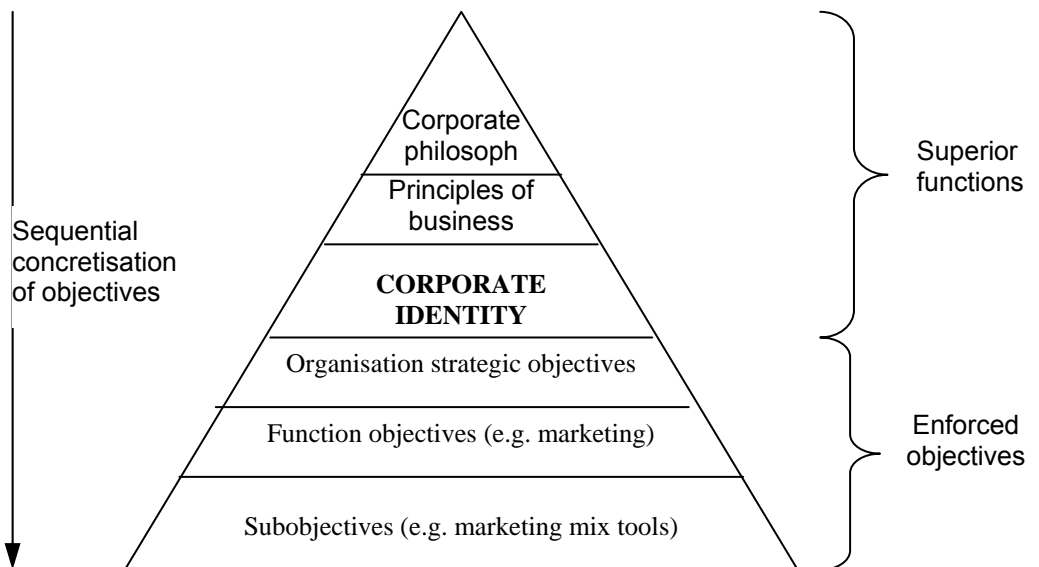 Sequential
concretisation
of objectives
Corporate
philosoph
Principles of
business
CORPORATE
IDENTITY
Organisation strategic objectives
Function objectives (e.g. marketing)
Subobjectives (e.g. marketing mix tools)
Superior
functions
Enforced
objectives